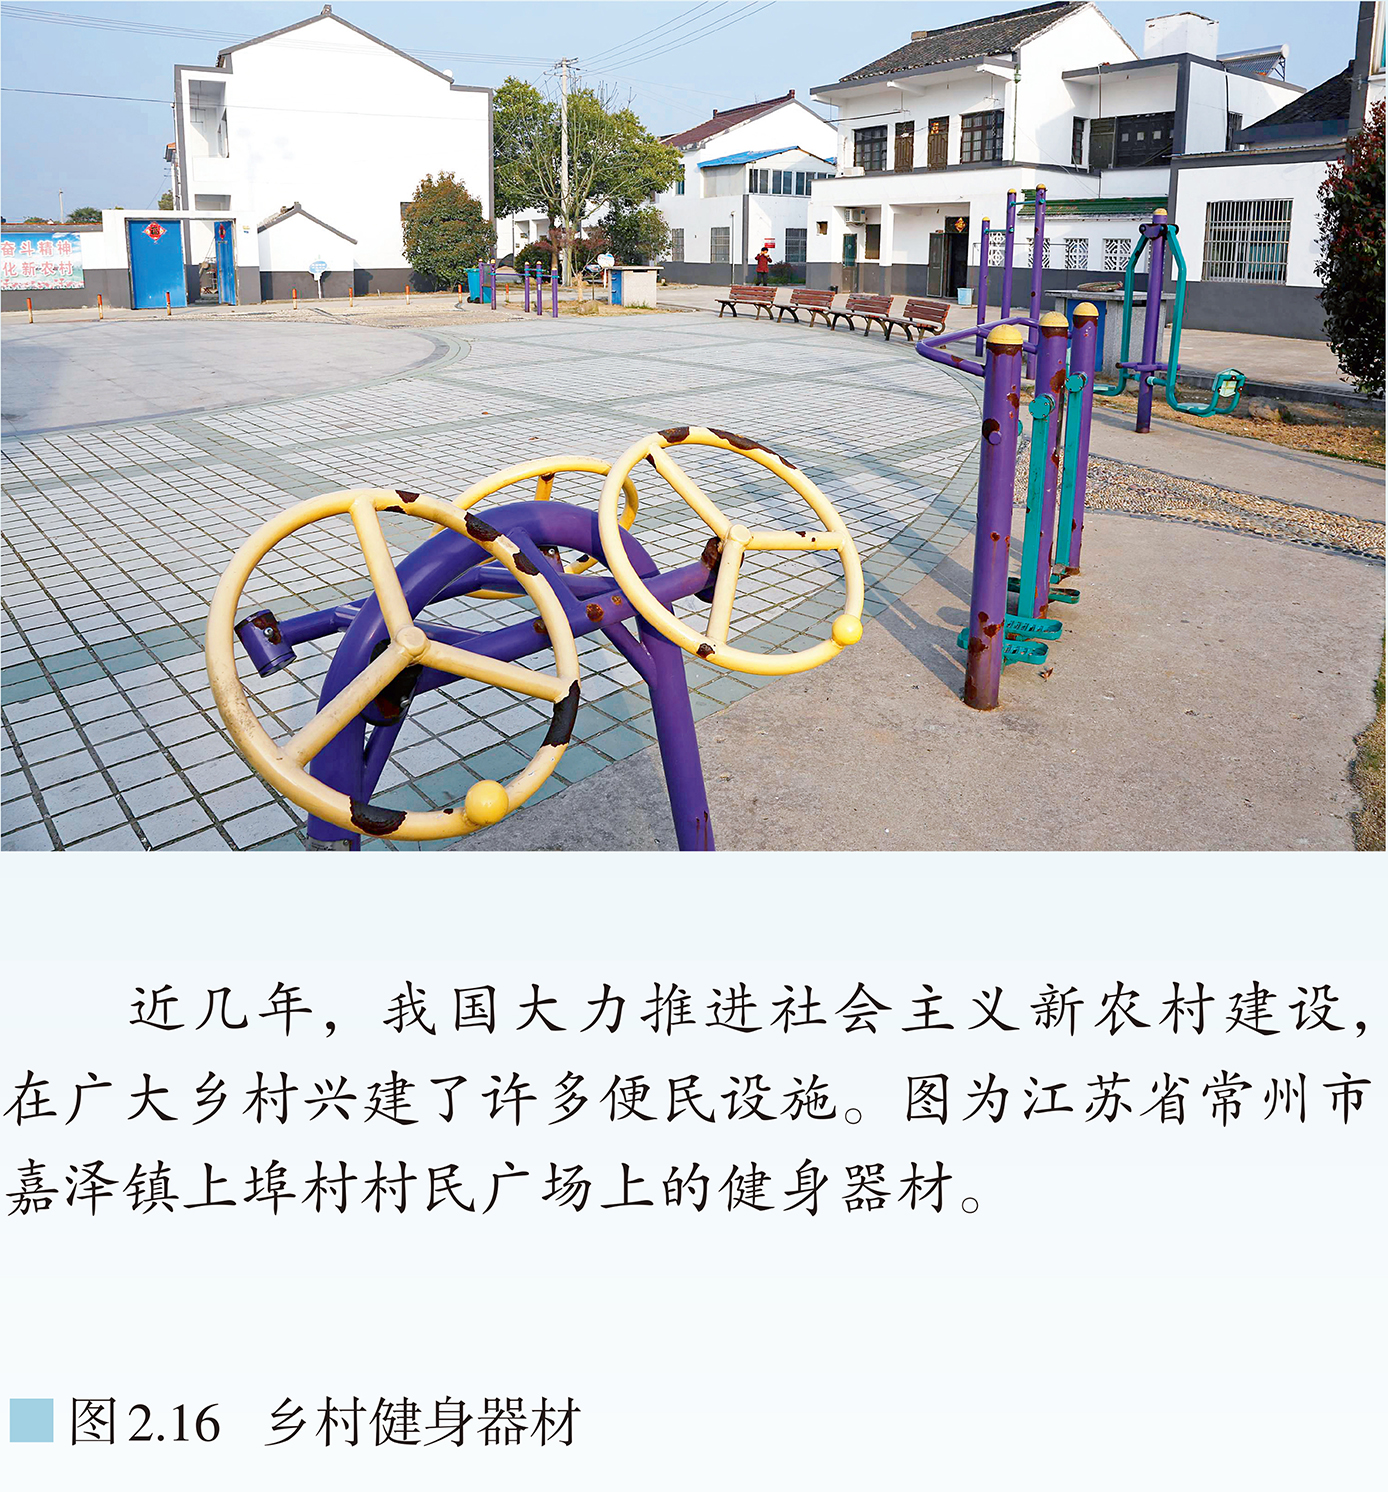 奋斗精神
化新农村
近几年，我国大力推进社会主义新农村建设，
在广大乡村兴建了许多便民设施。图为江苏省常州市
嘉泽镇上埠村村民广场上的健身器材。
图2.16 乡村健身器材